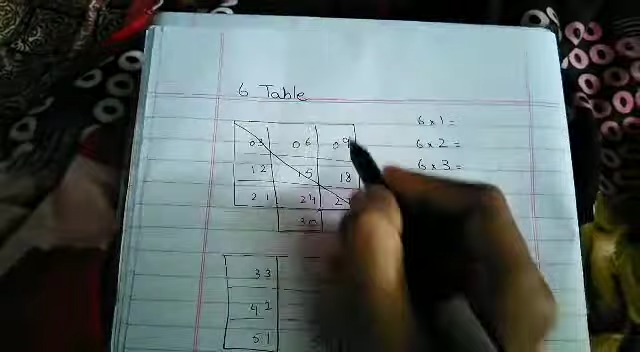 6 Table
03 06 09 6x1=
6x2=
12 15 18 6x3=
21 24
30
33
42
51